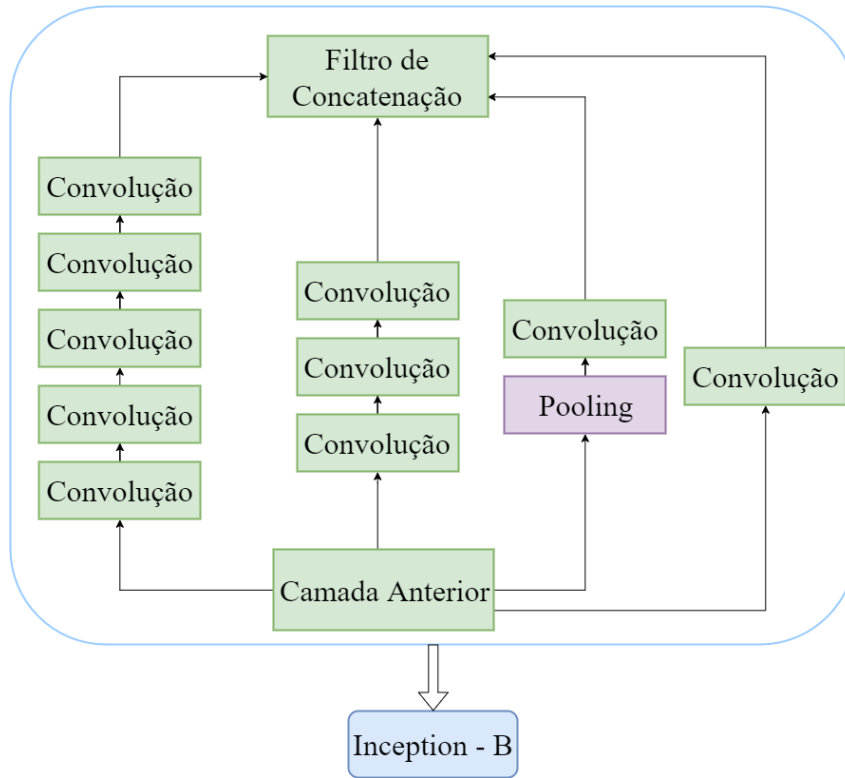 Filtro de
Concatenação
Convolução
Convolução
Convolução
Convolução
Convolução
Convolução
Convolução
Convolução
Convolução
Pooling
Convolução
Camada Anterior
Inception - B